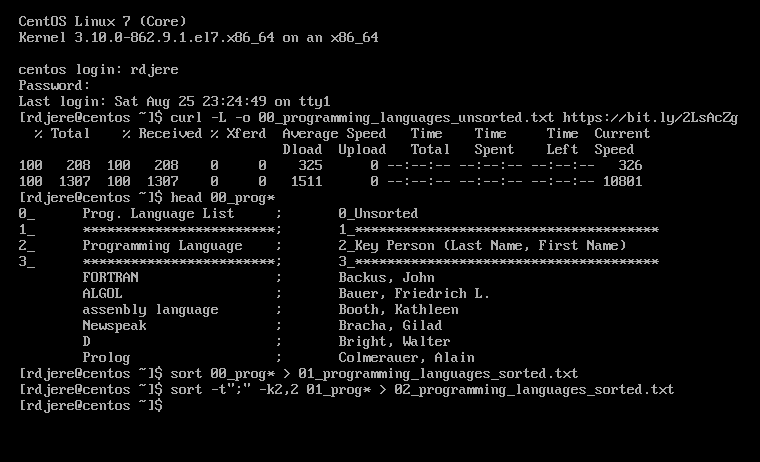 CentOS Linux 7 (Core)
Kernel 3.10.0-862.9.1.el7.x86_64 on an x86_64
centos login: rdjere
Password:
Last login: Sat Aug 25 23:24:49 on tty1
[rdjere@centos ~]$ curl -L -o 00_programming_languages_unsorted.txt https://bit.ly/2LsAcZg
  % Total    % Received % Xferd  Average Speed   Time    Time     Time  Current
                                 Dload  Upload   Total   Spent    Left  Speed
100   208  100   208    0     0    325      0 --:--:-- --:--:-- --:--:--   326
100  1307  100  1307    0     0   1511      0 --:--:-- --:--:-- --:--:-- 10801
[rdjere@centos ~]$ head 00_prog*
0_      Prog. Language List     ;       0_Unsorted
1_      ************************;       1_**************************************
2_      Programming Language    ;       2_Key Person (Last Name, First Name)
3_      ************************;       3_**************************************
        FORTRAN                 ;       Backus, John
        ALGOL                   ;       Bauer, Friedrich L.
        assenbly language       ;       Booth, Kathleen
        Newspeak                ;       Bracha, Gilad
        D                       ;       Bright, Walter
        Prolog                  ;       Colmerauer, Alain
[rdjere@centos ~]$ sort 00_prog* > 01_programming_languages_sorted.txt
[rdjere@centos ~]$ sort -t";" -k2,2 01_prog* > 02_programming_languages_sorted.txt
[rdjere@centos ~]$